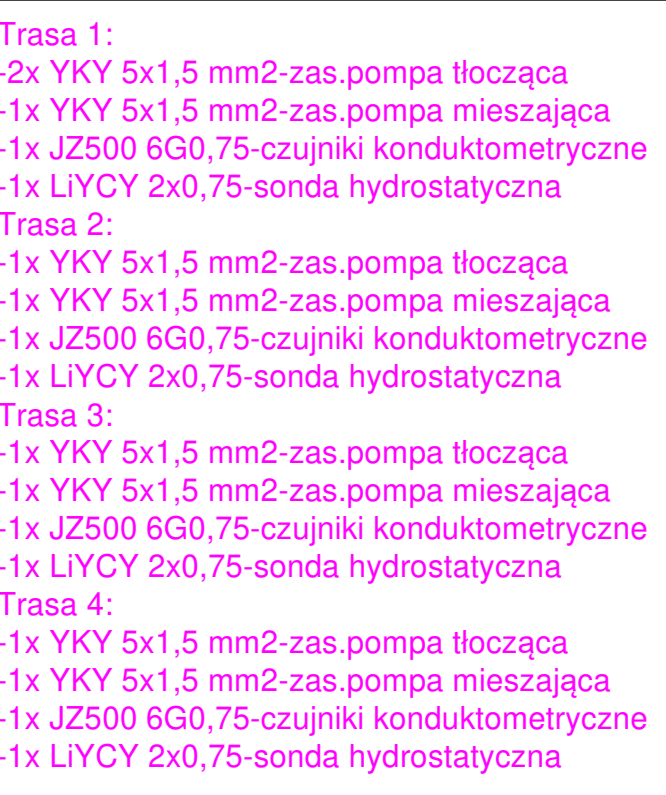 Trasa 1:
-2x YKY 5x1,5 mm2-zas.pompa tłocząca
-1x YKY 5x1,5 mm2-zas.pompa mieszająca
-1x JZ500 6G0,75-czujniki konduktometryczne
-1x LiYCY 2x0,75-sonda hydrostatyczna
Trasa 2:
-1x YKY 5x1,5 mm2-zas.pompa tłocząca
-1x YKY 5x1,5 mm2-zas.pompa mieszająca
-1x JZ500 6G0,75-czujniki konduktometryczne
-1x LiYCY 2x0,75-sonda hydrostatyczna
Trasa 3:
-1x YKY 5x1,5 mm2-zas.pompa tłocząca
-1x YKY 5x1,5 mm2-zas.pompa mieszająca
-1x JZ500 6G0,75-czujniki konduktometryczne
-1x LiYCY 2x0,75-sonda hydrostatyczna
Trasa 4:
-1x YKY 5x1,5 mm2-zas.pompa tłocząca
-1x YKY 5x1,5 mm2-zas.pompa mieszająca
-1x JZ500 6G0,75-czujniki konduktometryczne
-1x LiYCY 2x0,75-sonda hydrostatyczna